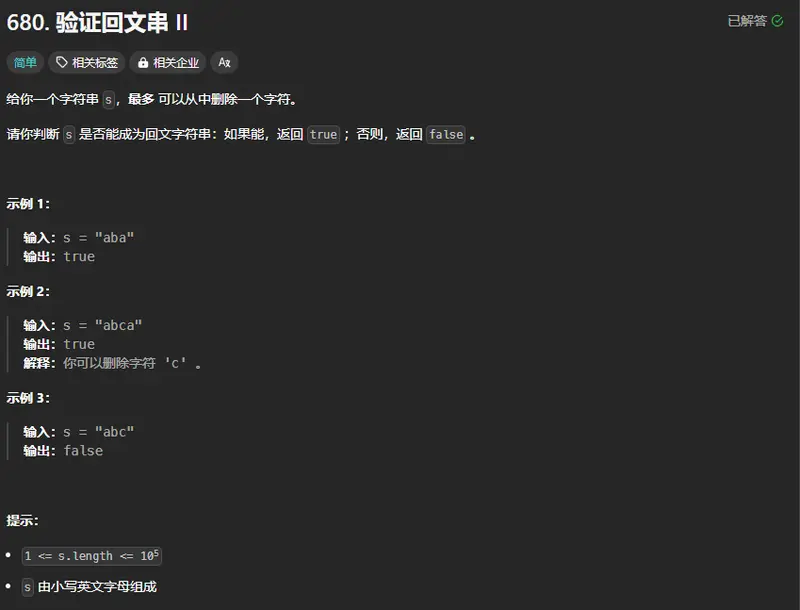 680. 验证回文串 II
已解答
简单 相关标签 相关企业 Aₓ
给你一个字符串 s，最多 可以从中删除一个字符。
请你判断 s 是否能成为回文字符串：如果能，返回 true ；否则，返回 false 。
示例 1：
输入：s = "aba"
输出：true
示例 2：
输入：s = "abca"
输出：true
解释：你可以删除字符 'c' 。
示例 3：
输入：s = "abc"
输出：false
提示：
• 1 <= s.length <= 10⁵
• s 由小写英文字母组成